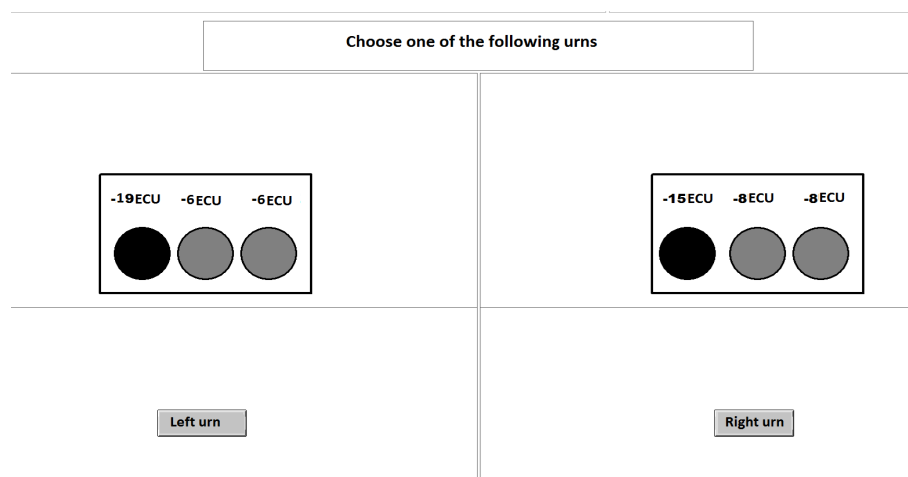 Choose one of the following urns
-19ECU -6ECU -6ECU
-15ECU -8ECU -8ECU
Left urn
Right urn